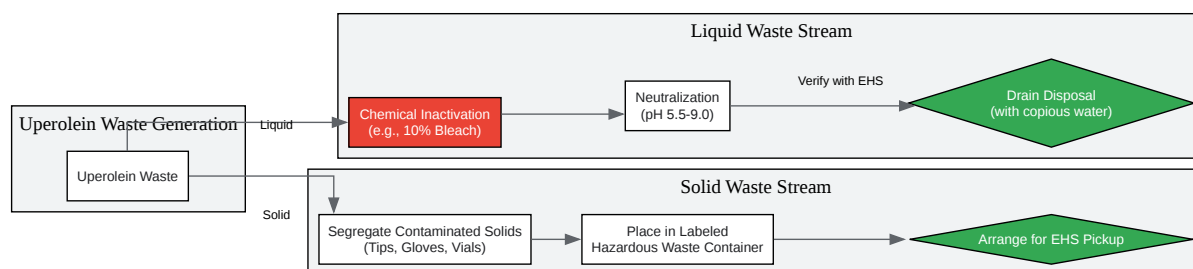 Liquid Waste Stream
Verify with EHS
Chemical Inactivation
(e.g., 10% Bleach)
Neutralization
(pH 5.5-9.0)
Drain Disposal
(with copious water)
Uperolein Waste Generation
Liquid
Uperolein Waste
Solid
Solid Waste Stream
Segregate Contaminated Solids
(Tips, Gloves, Vials)
Place in Labeled
Hazardous Waste Container
Arrange for EHS Pickup